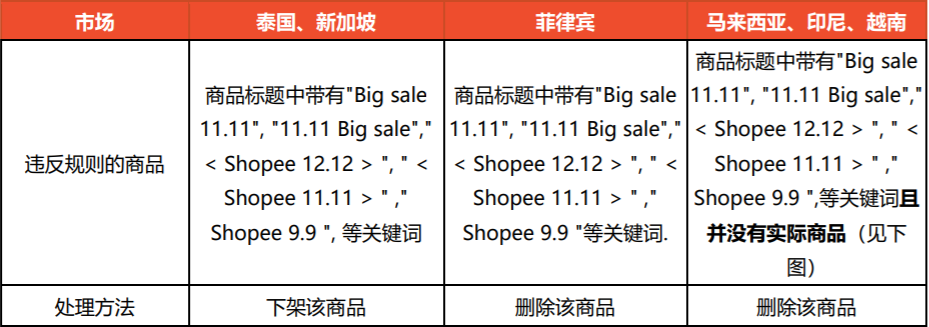 市场
泰国、新加坡
菲律宾
马来西亚、印尼、越南
违反规则的商品
商品标题中带有"Big sale
11.11", "11.11 Big sale","
< Shopee 12.12 > ", " <
Shopee 11.11 > " ,"
Shopee 9.9 ", 等关键词
商品标题中带有"Big sale
11.11", "11.11 Big sale","
< Shopee 12.12 > ", " <
Shopee 11.11 > " ,"
Shopee 9.9 "等关键词.
商品标题中带有"Big sale
11.11", "11.11 Big sale","
< Shopee 12.12 > ", " <
Shopee 11.11 > " ,"
Shopee 9.9 ",等关键词且
并没有实际商品（见下
图）
处理方法
下架该商品
删除该商品
删除该商品